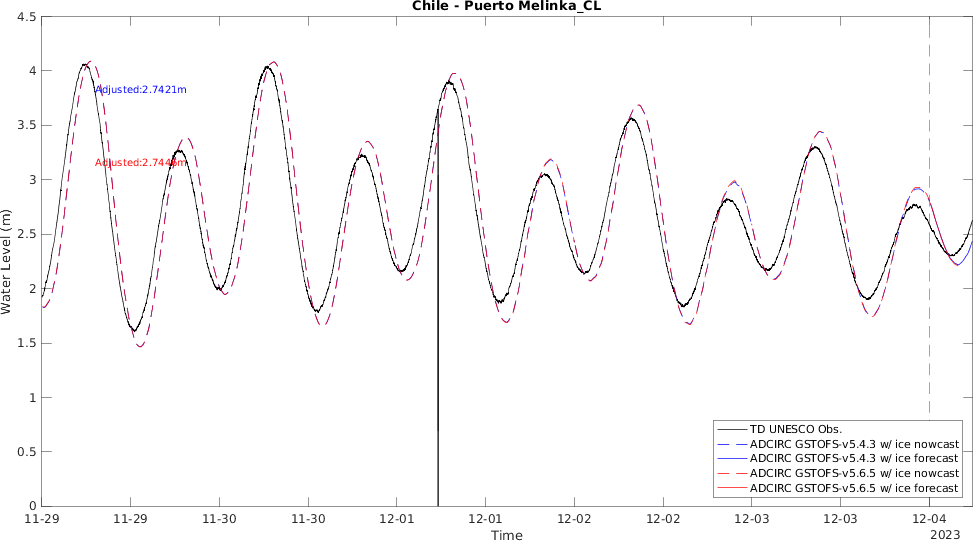 Chile - Puerto Melinka_CL
4.5
4
3.5
3
2.5
2
1.5
1
0.5
0
Water Level (m)
Adjusted:2.7421m
Adjusted:2.7446m
TD UNESCO Obs.
ADCIRC GSTOFS-v5.4.3 w/ ice nowcast
ADCIRC GSTOFS-v5.4.3 w/ ice forecast
ADCIRC GSTOFS-v5.6.5 w/ ice nowcast
ADCIRC GSTOFS-v5.6.5 w/ ice forecast
11-29 11-29 11-30 11-30 12-01 12-01 12-02 12-02 12-03 12-03 12-04
Time
2023